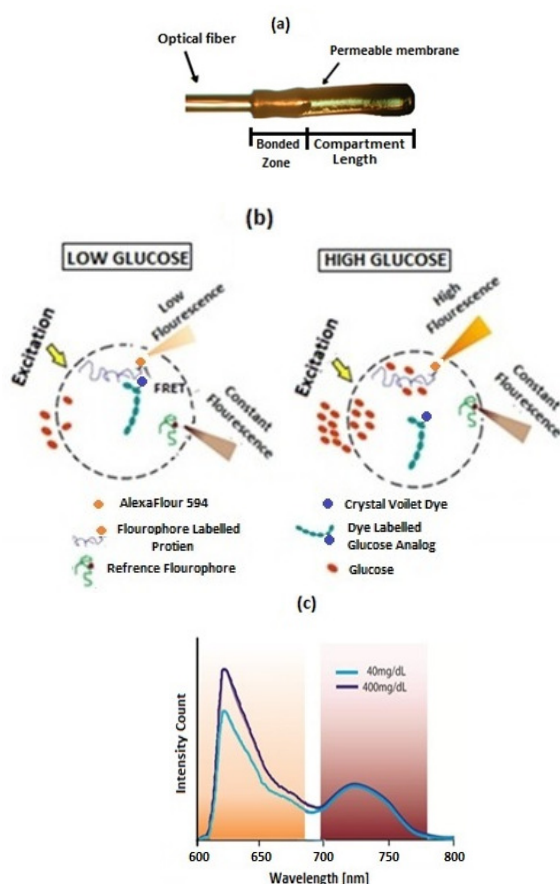 (a)
Optical fiber
Permeable membrane
Bonded
Zone
Compartment
Length
(b)
LOW GLUCOSE
HIGH GLUCOSE
Excitation
Low
Flourescence
FRET
Constant
Flourescence
Excitation
High
Flourescence
Constant
Flourescence
AlexaFlour 594
Flourophore Labelled
Protien
Refrence Flourophore
Crystal Voilet Dye
Dye Labelled
Glucose Analog
Glucose
(c)
Intensity Count
40mg/dL
400mg/dL
600
650
700
750
800
Wavelength [nm]